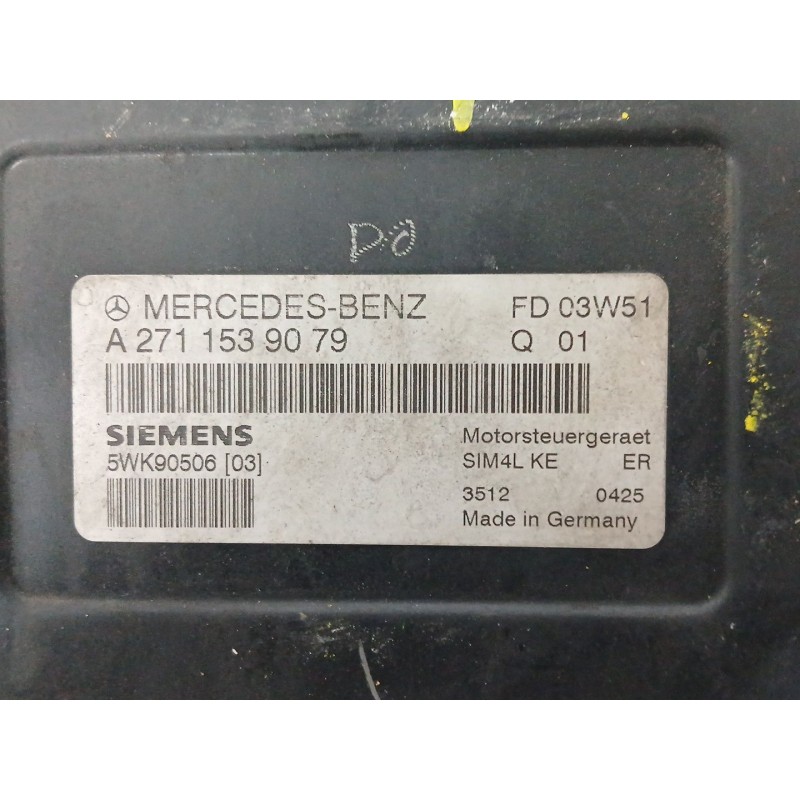 MERCEDES-BENZ FD 03W51
A 271 153 90 79 Q 01
SIEMENS Motorsteuergeraet
5WK90506 [03] SIM4L KE ER
3512 0425
Made in Germany